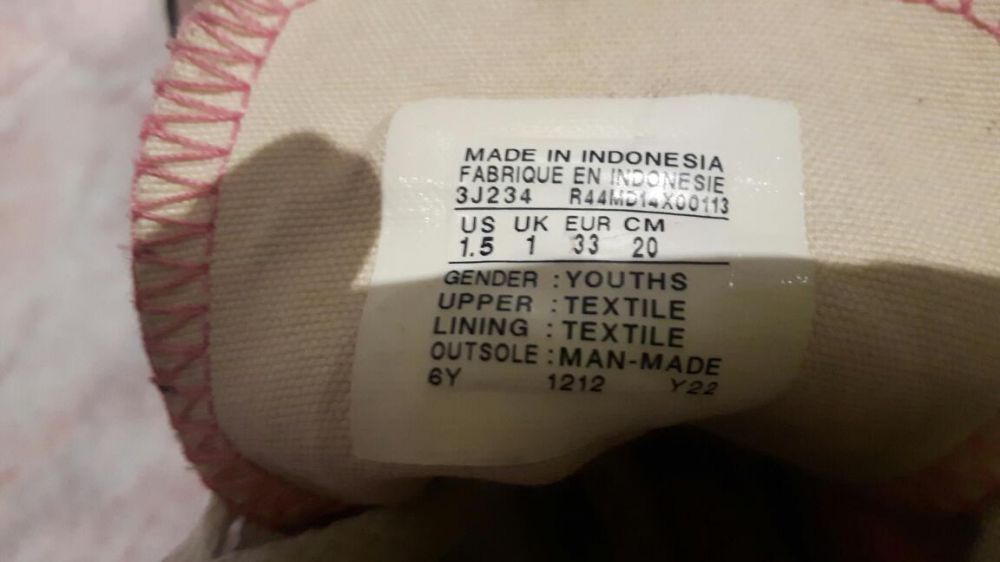 MADE IN INDONESIA
FABRIQUE EN INDONESIE
3J234 R44MD14X00113
US UK EUR CM
1.5 1 33 20
GENDER : YOUTHS
UPPER : TEXTILE
LINING : TEXTILE
OUTSOLE : MAN-MADE
6Y 1212 Y22